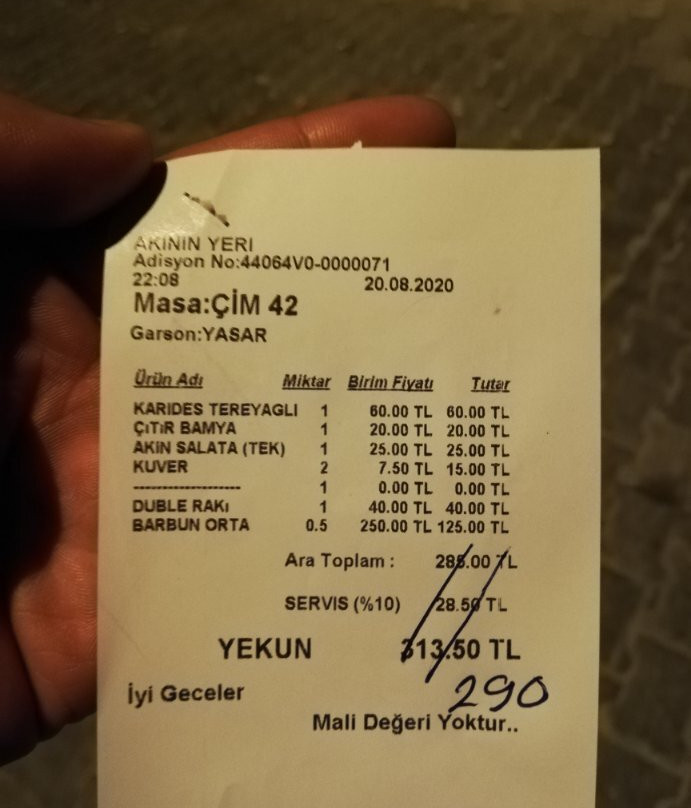 AKININ YERI
Adisyon No:44064V0-0000071
22:08 20.08.2020
Masa:ÇİM 42
Garson:YASAR
Ürün Adı Miktar Birim Fiyatı Tutar
KARIDES TEREYAGLI 1 60.00 TL 60.00 TL
ÇıTıR BAMYA 1 20.00 TL 20.00 TL
AKIN SALATA (TEK) 1 25.00 TL 25.00 TL
KUVER 2 7.50 TL 15.00 TL
------------------- 1 0.00 TL 0.00 TL
DUBLE RAKı 1 40.00 TL 40.00 TL
BARBUN ORTA 0.5 250.00 TL 125.00 TL
Ara Toplam : 285.00 TL
SERVIS (%10) 28.50 TL
YEKUN 313.50 TL
290
İyi Geceler
Mali Değeri Yoktur..